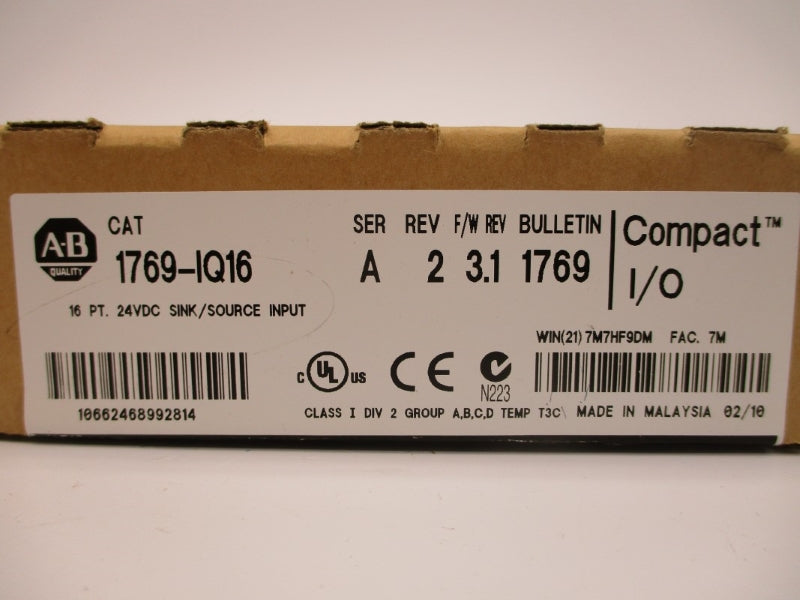 A-B
QUALITY
CAT
1769-IQ16
16 PT. 24VDC SINK/SOURCE INPUT
SER REV F/W REV BULLETIN
A 2 3.1 1769
Compact™
I/O
WIN(21) 7M7HF9DM FAC. 7M
10662468992814
C UL US
CE
N223
CLASS I DIV 2 GROUP A,B,C,D TEMP T3C MADE IN MALAYSIA 02/10